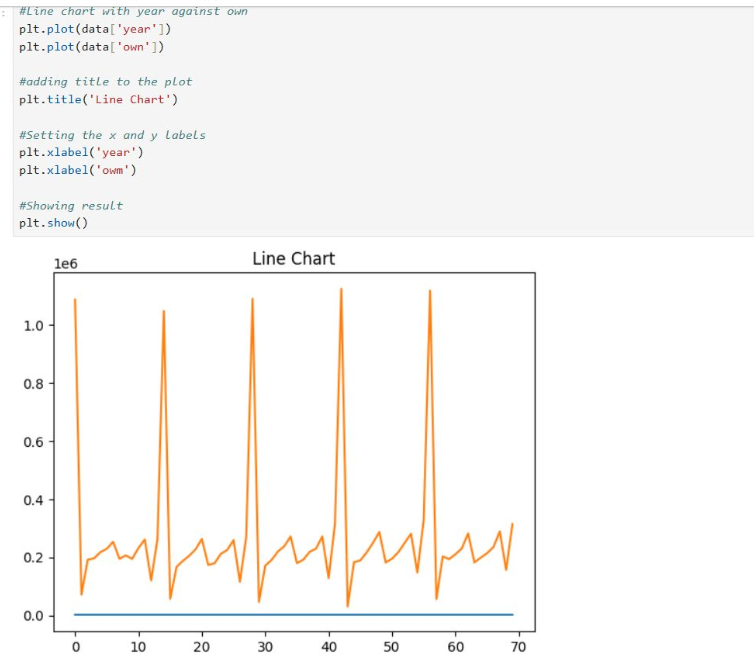 #Line chart with year against own
plt.plot(data['year'])
plt.plot(data['own'])
#adding title to the plot
plt.title('Line Chart')
#Setting the x and y labels
plt.xlabel('year')
plt.xlabel('owm')
#Showing result
plt.show()
Line Chart
1e6
1.0
0.8
0.6
0.4
0.2
0.0
0 10 20 30 40 50 60 70